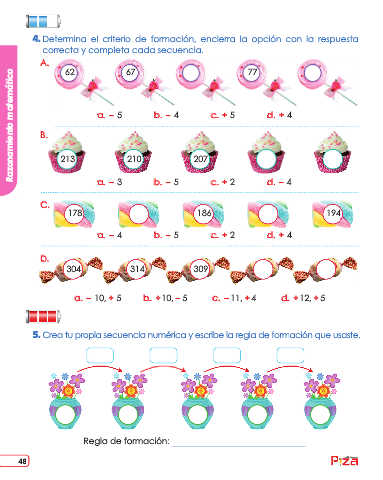 4. Determina el criterio de formación, encierra la opción con la respuesta
correcta y completa cada secuencia.
A.
62 67 77
a. – 5 b. – 4 c. + 5 d. + 4
B.
213 210 207
a. – 3 b. – 5 c. + 2 d. – 4
C.
178 186 194
a. – 4 b. – 5 c. + 2 d. + 4
D.
304 314 309
a. – 10, + 5 b. +10, – 5 c. – 11, +4 d. +12, +5
5. Crea tu propia secuencia numérica y escribe la regla de formación que usaste.
Regla de formación:
Razonamiento matemático
48